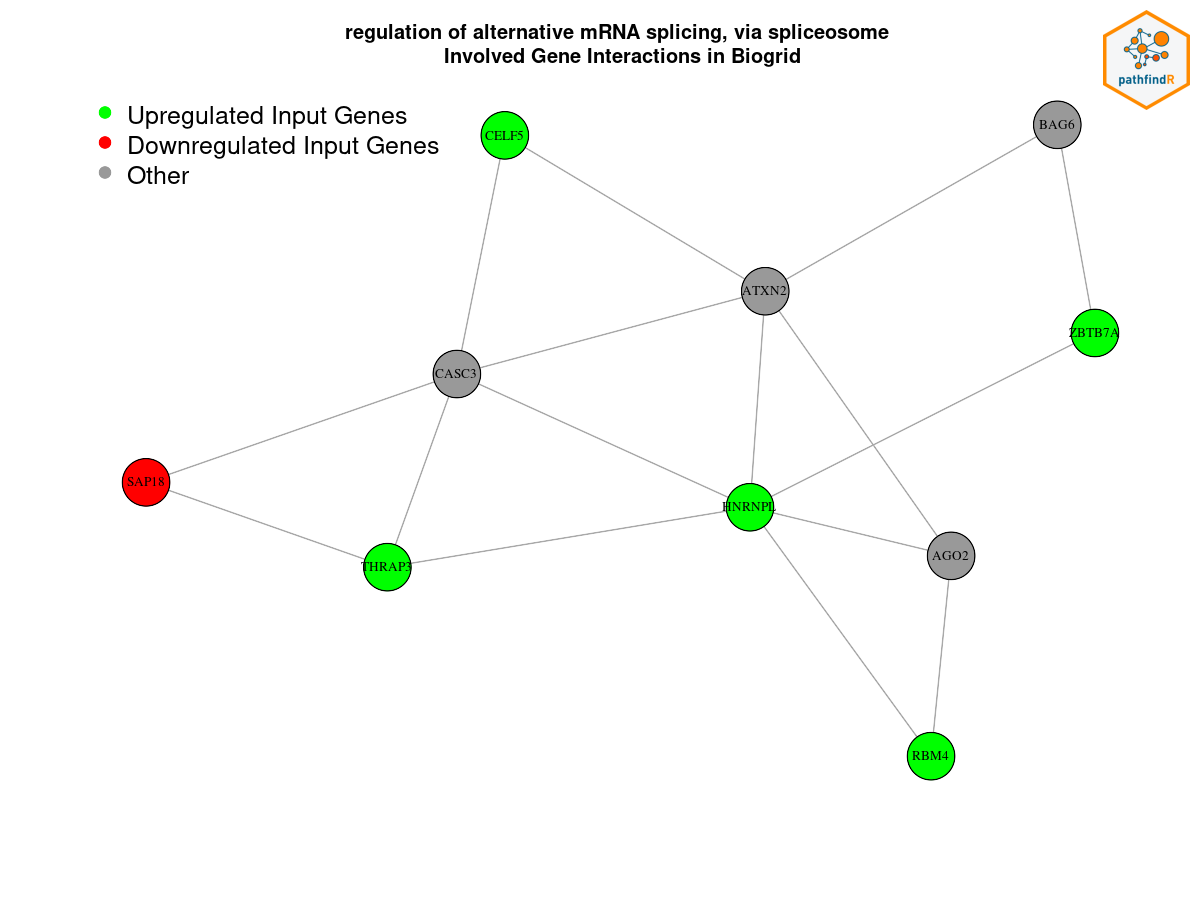 regulation of alternative mRNA splicing, via spliceosome
Involved Gene Interactions in Biogrid
pathfindR
Upregulated Input Genes
Downregulated Input Genes
Other
CELF5
BAG6
ATXN2
ZBTB7A
CASC3
SAP18
HNRNPL
THRAP3
AGO2
RBM4